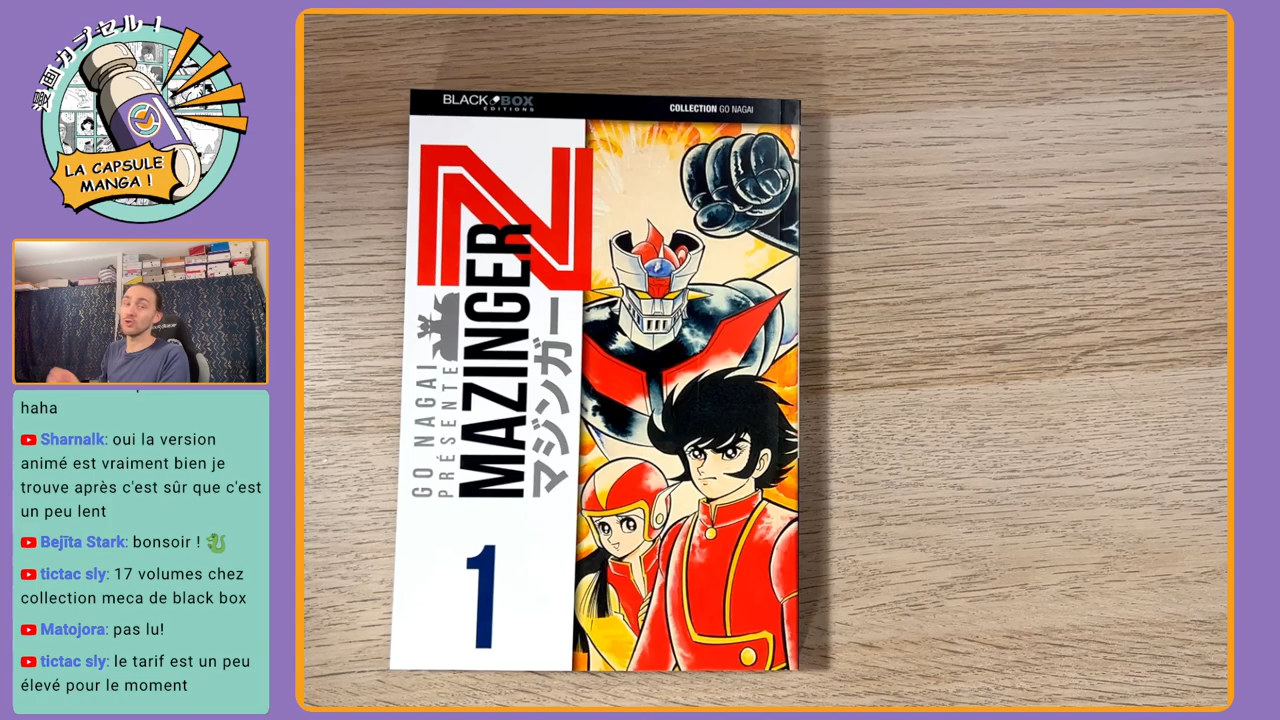 漫画カプセル!
LA CAPSULE
MANGA !
haha
Sharnalk: oui la version
animé est vraiment bien je
trouve après c'est sûr que c'est
un peu lent
Bejīta Stark: bonsoir ! 🐉
tictac sly: 17 volumes chez
collection meca de black box
Matojora: pas lu!
tictac sly: le tarif est un peu
élevé pour le moment
BLACK BOX
EDITIONS
COLLECTION GO NAGAI
Z
GO NAGAI
PRÉSENTE
MAZINGER
マジンガー
1